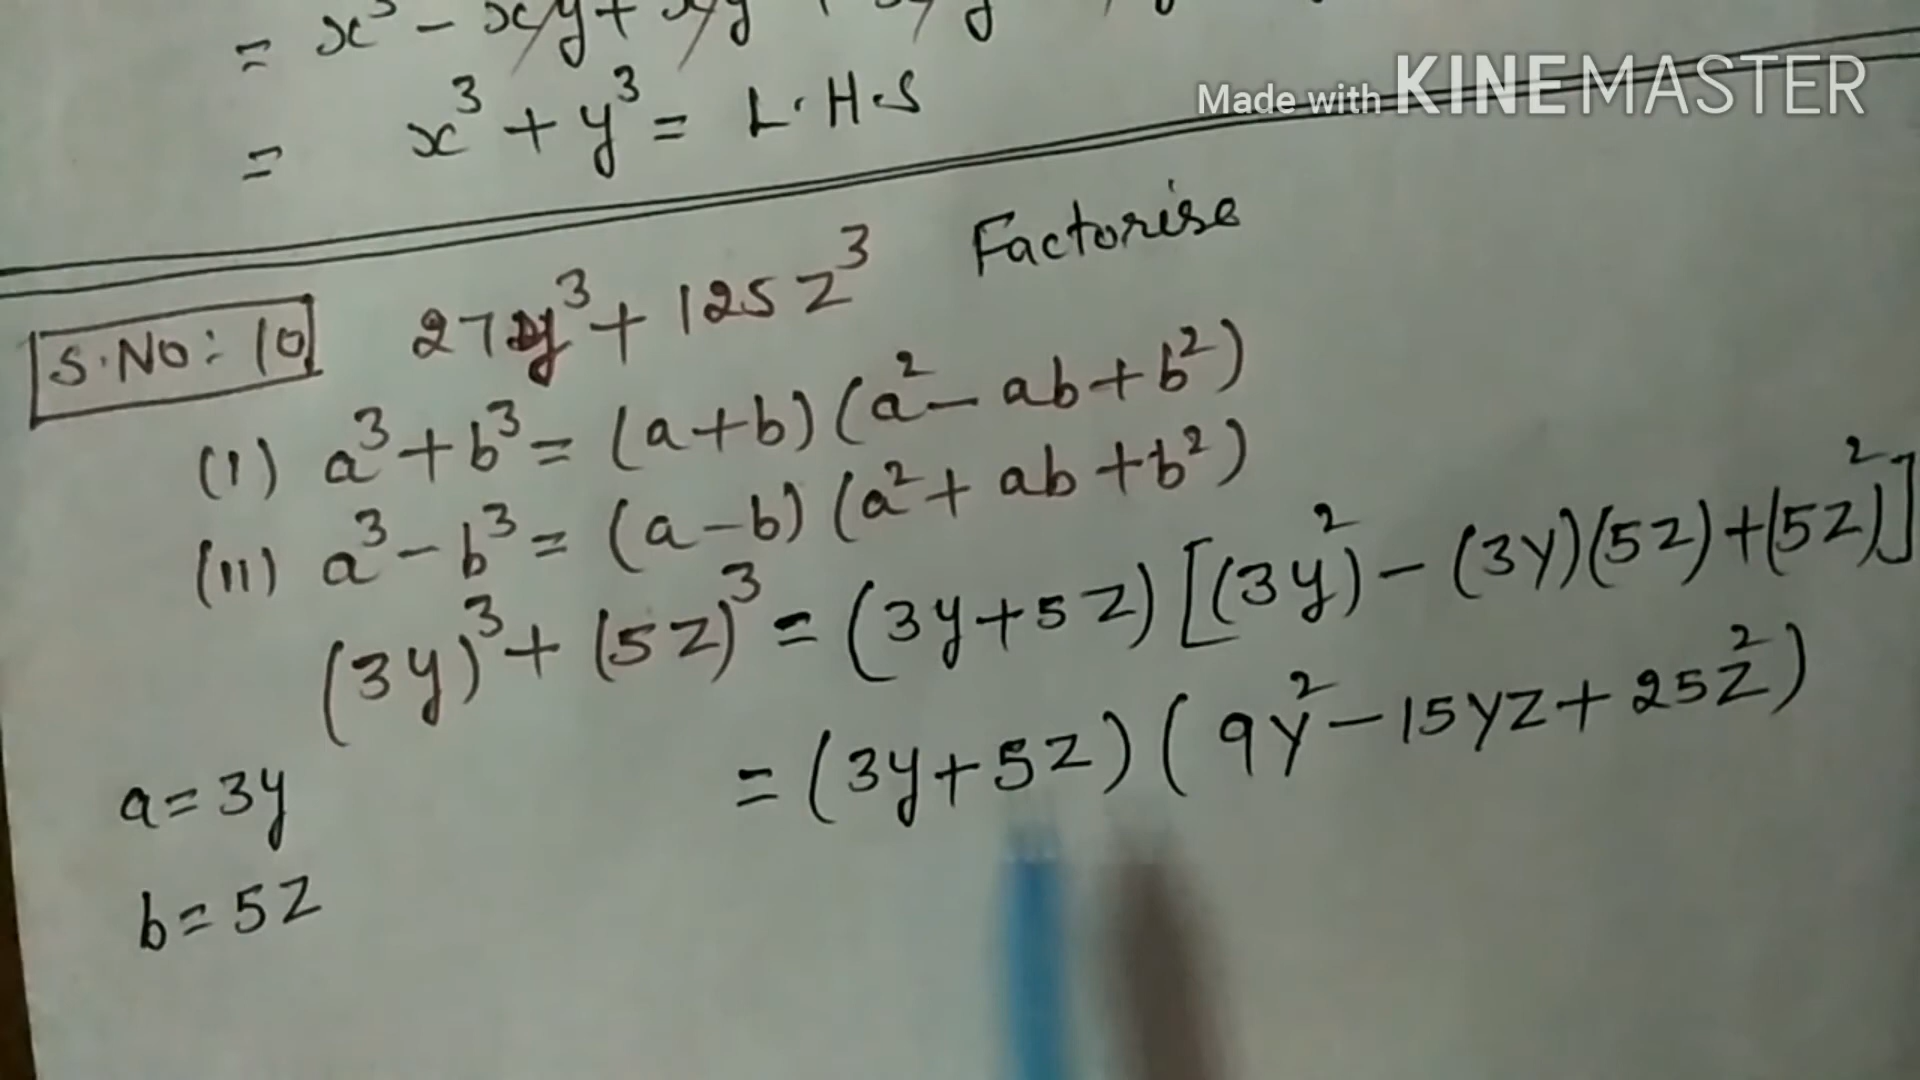 = x³ - x²y +
= x³ + y³ = L.H.S
Made with KINEMASTER
S.NO: 10 27y³ + 125z³ Factorise
(I) a³ + b³ = (a+b) (a² - ab + b²)
(II) a³ - b³ = (a-b) (a² + ab + b²)
(3y)³ + (5z)³ = (3y+5z) [(3y)² - (3y)(5z) + (5z)²]
= (3y+5z) (9y² - 15yz + 25z²)
a = 3y
b = 5z